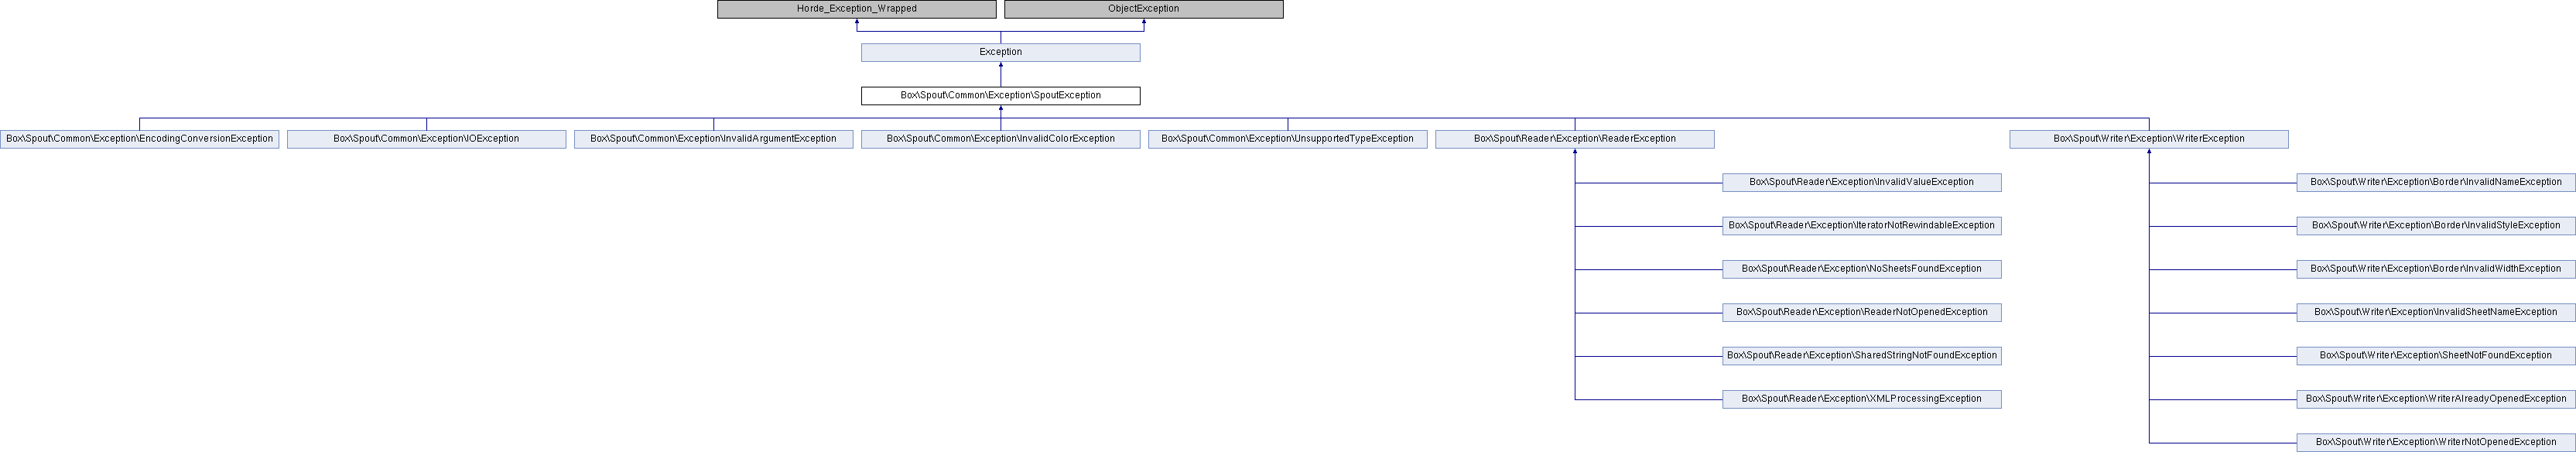 Horde_Exception_Wrapped
ObjectException
Exception
Box\Spout\Common\Exception\SpoutException
Box\Spout\Common\Exception\EncodingConversionException
Box\Spout\Common\Exception\IOException
Box\Spout\Common\Exception\InvalidArgumentException
Box\Spout\Common\Exception\InvalidColorException
Box\Spout\Common\Exception\UnsupportedTypeException
Box\Spout\Reader\Exception\ReaderException
Box\Spout\Writer\Exception\WriterException
Box\Spout\Reader\Exception\InvalidValueException
Box\Spout\Reader\Exception\IteratorNotRewindableException
Box\Spout\Reader\Exception\NoSheetsFoundException
Box\Spout\Reader\Exception\ReaderNotOpenedException
Box\Spout\Reader\Exception\SharedStringNotFoundException
Box\Spout\Reader\Exception\XMLProcessingException
Box\Spout\Writer\Exception\Border\InvalidNameException
Box\Spout\Writer\Exception\Border\InvalidStyleException
Box\Spout\Writer\Exception\Border\InvalidWidthException
Box\Spout\Writer\Exception\InvalidSheetNameException
Box\Spout\Writer\Exception\SheetNotFoundException
Box\Spout\Writer\Exception\WriterAlreadyOpenedException
Box\Spout\Writer\Exception\WriterNotOpenedException